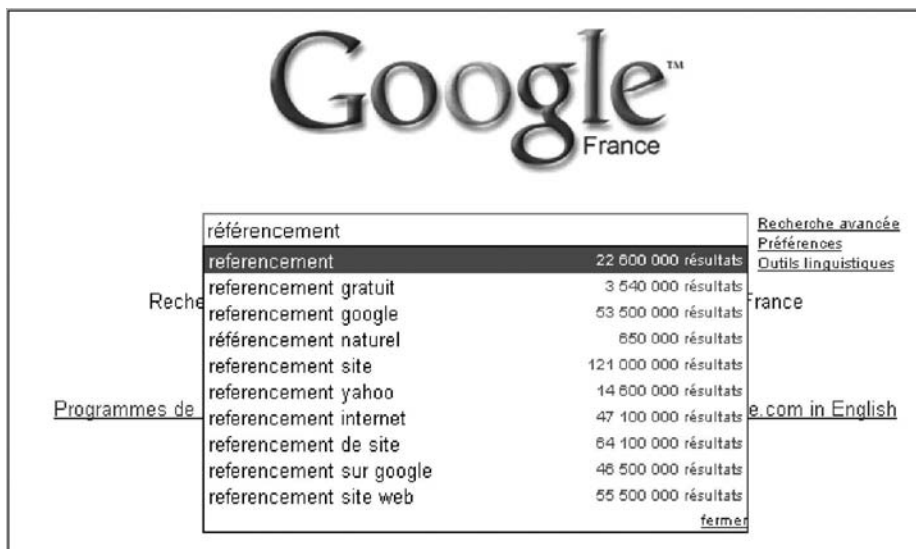 Google™
France
référencement
Recherche avancée
Préférences
Outils linguistiques
referencement 22 600 000 résultats
referencement gratuit 3 540 000 résultats
referencement google 53 500 000 résultats
référencement naturel 650 000 résultats
referencement site 121 000 000 résultats
referencement yahoo 14 600 000 résultats
referencement internet 47 100 000 résultats
referencement de site 64 100 000 résultats
referencement sur google 46 500 000 résultats
referencement site web 55 500 000 résultats
fermer
Reche France
Programmes de e.com in English